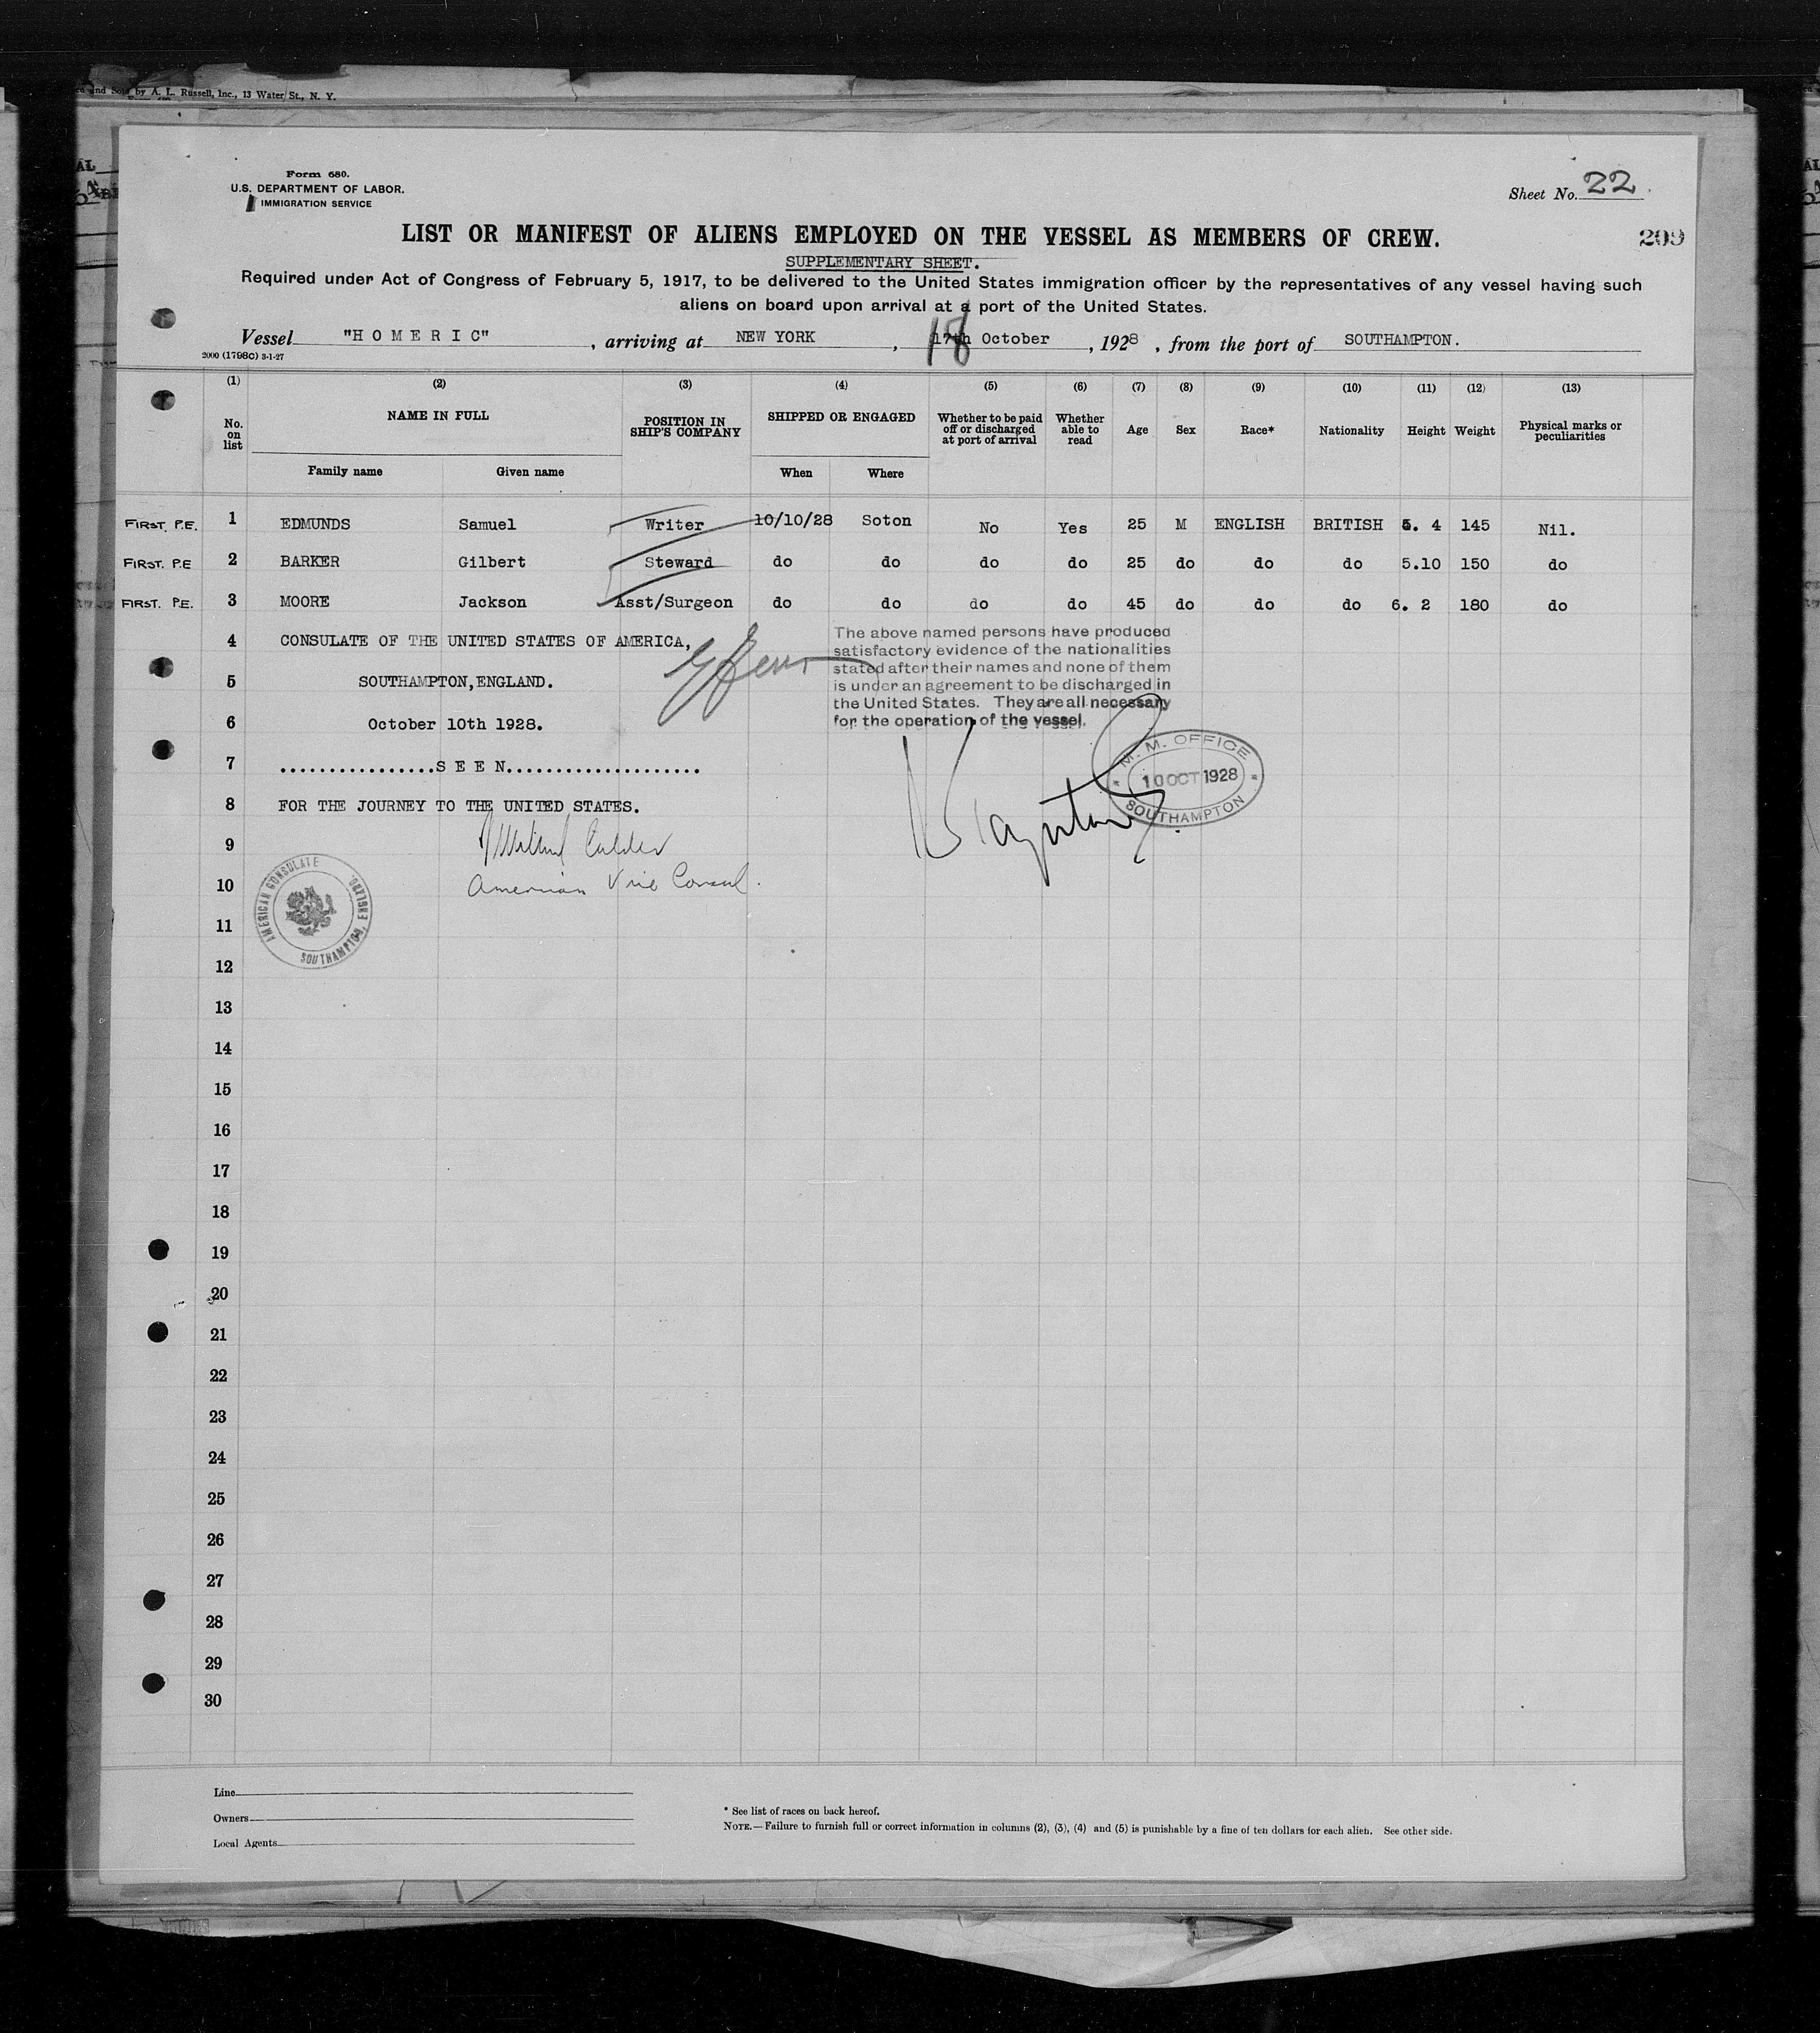 nd Sold by A. L. Russell, Inc., 13 Water St., N. Y.
Form 680.
U.S. DEPARTMENT OF LABOR.
IMMIGRATION SERVICE
Sheet No. 22
LIST OR MANIFEST OF ALIENS EMPLOYED ON THE VESSEL AS MEMBERS OF CREW.
209
SUPPLEMENTARY SHEET.
Required under Act of Congress of February 5, 1917, to be delivered to the United States immigration officer by the representatives of any vessel having such
aliens on board upon arrival at a port of the United States.
Vessel "H O M E R I C" , arriving at NEW YORK , 17th 18 October , 1928 , from the port of SOUTHAMPTON.
2000 (1798C) 3-1-27
(1) (2) (3) (4) (5) (6) (7) (8) (9) (10) (11) (12) (13)
No. on list NAME IN FULL POSITION IN SHIP'S COMPANY SHIPPED OR ENGAGED Whether to be paid off or discharged at port of arrival Whether able to read Age Sex Race* Nationality Height Weight Physical marks or peculiarities
Family name Given name When Where
FIRST. P.E. 1 EDMUNDS Samuel Writer 10/10/28 Soton No Yes 25 M ENGLISH BRITISH 5. 4 145 Nil.
FIRST. P.E 2 BARKER Gilbert Steward do do do do 25 do do do 5.10 150 do
FIRST. P.E. 3 MOORE Jackson Asst/Surgeon do do do do 45 do do do 6. 2 180 do
4 CONSULATE OF THE UNITED STATES OF AMERICA,
The above named persons have produced
satisfactory evidence of the nationalities
stated after their names and none of them
is under an agreement to be discharged in
the United States. They are all necessary
for the operation of the vessel.
5 SOUTHAMPTON,ENGLAND.
6 October 10th 1928.
7 ................S E E N.....................
M. M. OFFICE
10 OCT 1928
SOUTHAMPTON
8 FOR THE JOURNEY TO THE UNITED STATES.
9
10 American Vice Consul.
AMERICAN CONSULATE
SOUTHAMPTON, ENGLAND.
11
12
13
14
15
16
17
18
19
20
21
22
23
24
25
26
27
28
29
30
Line
Owners
Local Agents
* See list of races on back hereof.
NOTE.—Failure to furnish full or correct information in columns (2), (3), (4) and (5) is punishable by a fine of ten dollars for each alien. See other side.